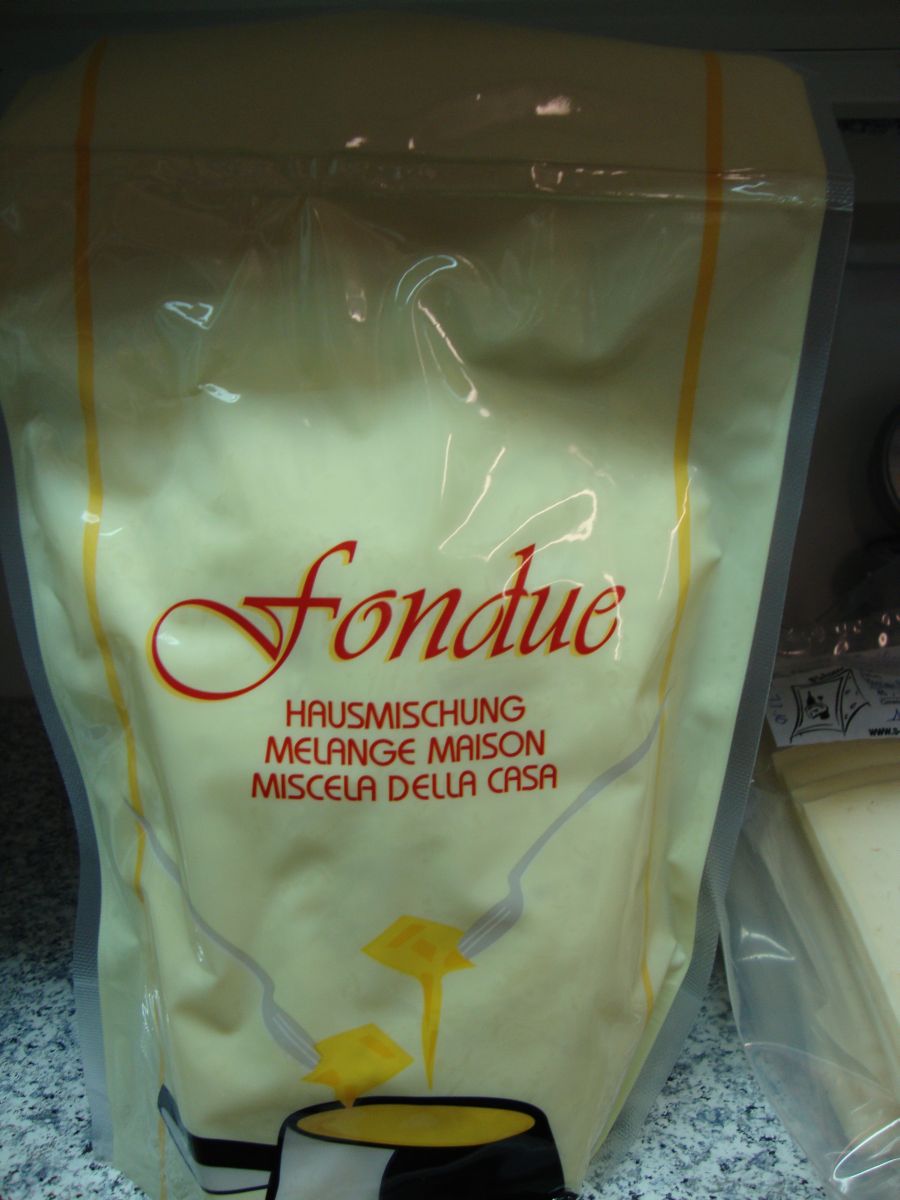 Fondue
HAUSMISCHUNG
MELANGE MAISON
MISCELA DELLA CASA